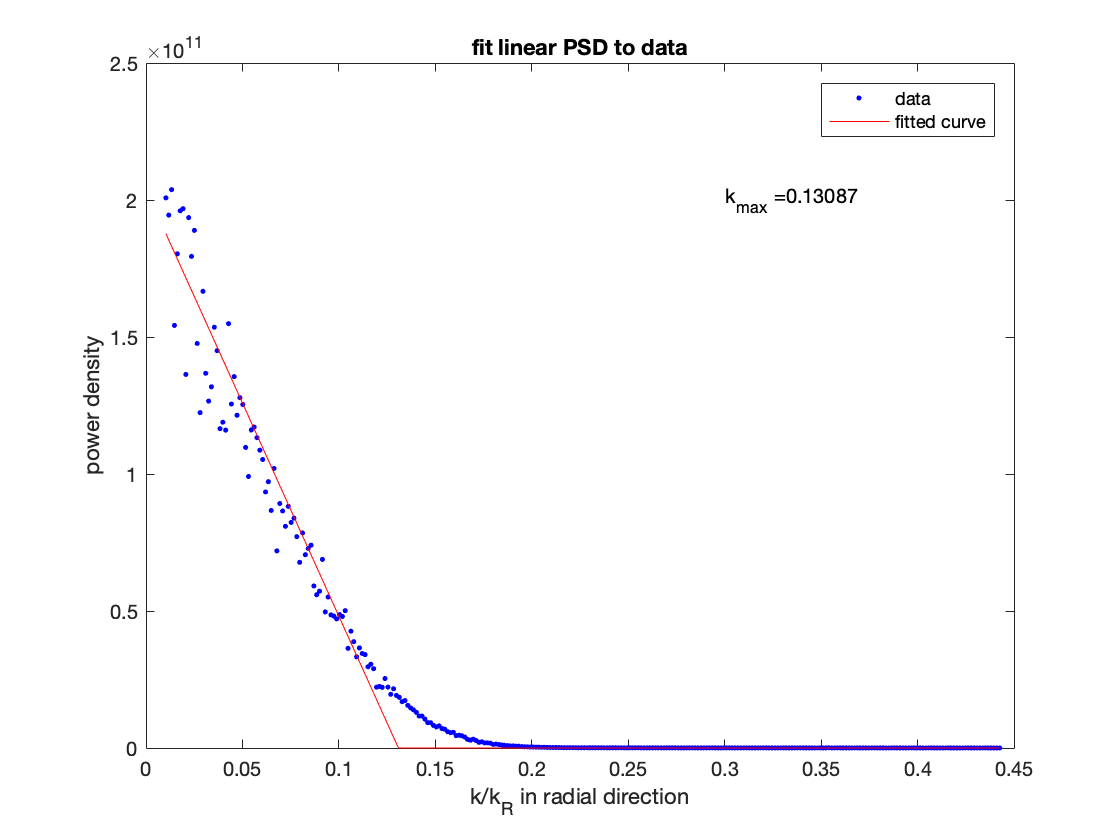 fit linear PSD to data
×10^11
2.5
2
1.5
1
0.5
0
power density
data
fitted curve
k_max =0.13087
0 0.05 0.1 0.15 0.2 0.25 0.3 0.35 0.4 0.45
k/k_R in radial direction